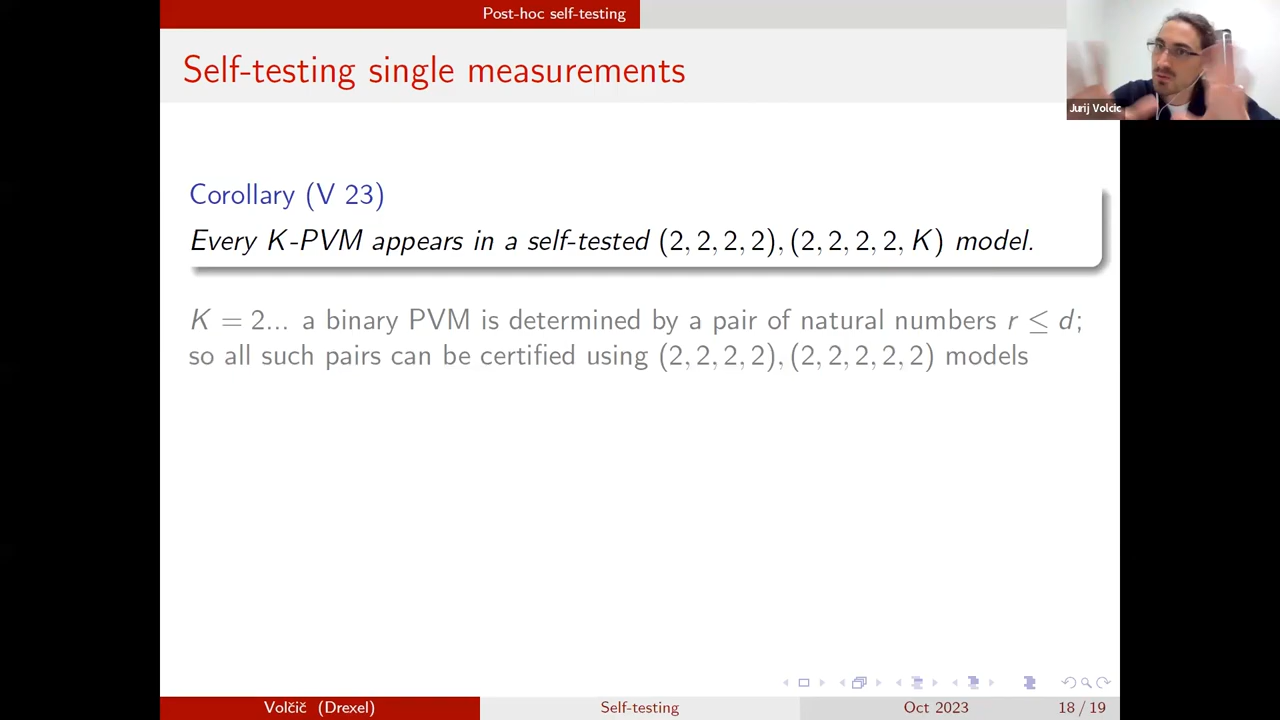 Post-hoc self-testing
Self-testing single measurements
Jurij Volcic
Corollary (V 23)
Every K-PVM appears in a self-tested (2, 2, 2, 2), (2, 2, 2, 2, K) model.
K = 2... a binary PVM is determined by a pair of natural numbers r ≤ d;
so all such pairs can be certified using (2, 2, 2, 2), (2, 2, 2, 2, 2) models
Volčič (Drexel)
Self-testing
Oct 2023
18 / 19